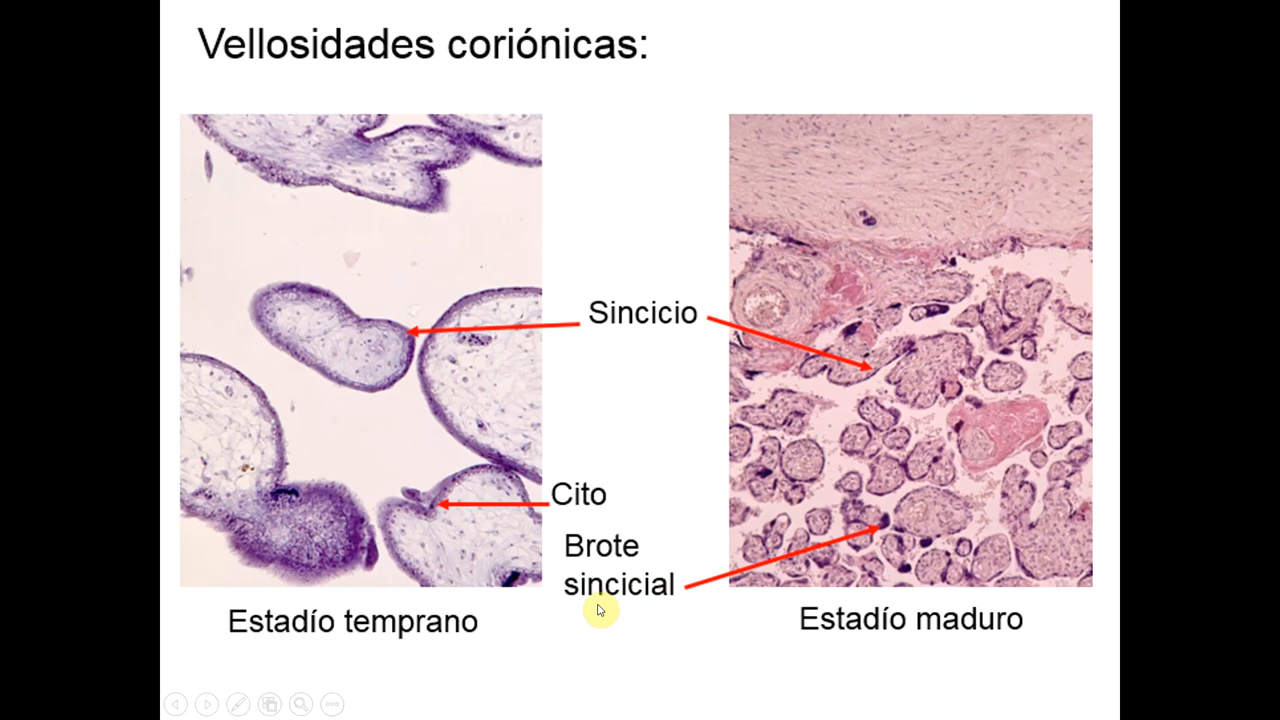 Vellosidades coriónicas:
Sincicio
Cito
Brote
sincicial
Estadío temprano
Estadío maduro